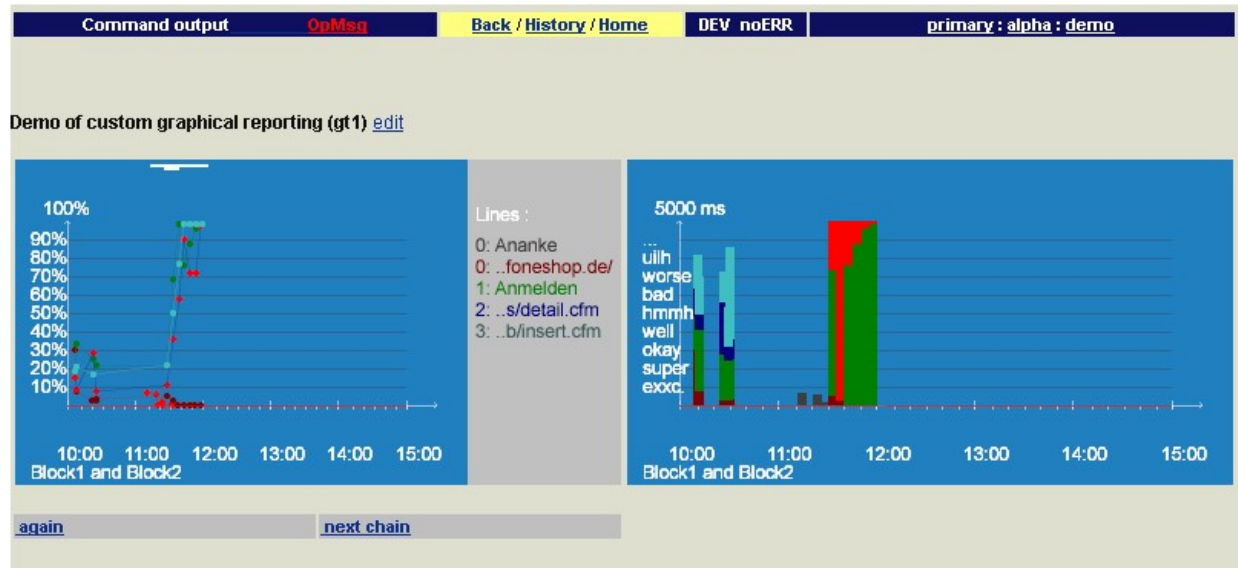 Command output OpMsg Back / History / Home DEV noERR primary : alpha : demo
Demo of custom graphical reporting (gt1) edit
100%
90%
80%
70%
60%
50%
40%
30%
20%
10%
10:00 11:00 12:00 13:00 14:00 15:00
Block1 and Block2
Lines :
0: Ananke
0: ..foneshop.de/
1: Anmelden
2: ..s/detail.cfm
3: ..b/insert.cfm
5000 ms
...
uilh
worse
bad
hmmh
well
okay
super
exxc.
10:00 11:00 12:00 13:00 14:00 15:00
Block1 and Block2
again next chain